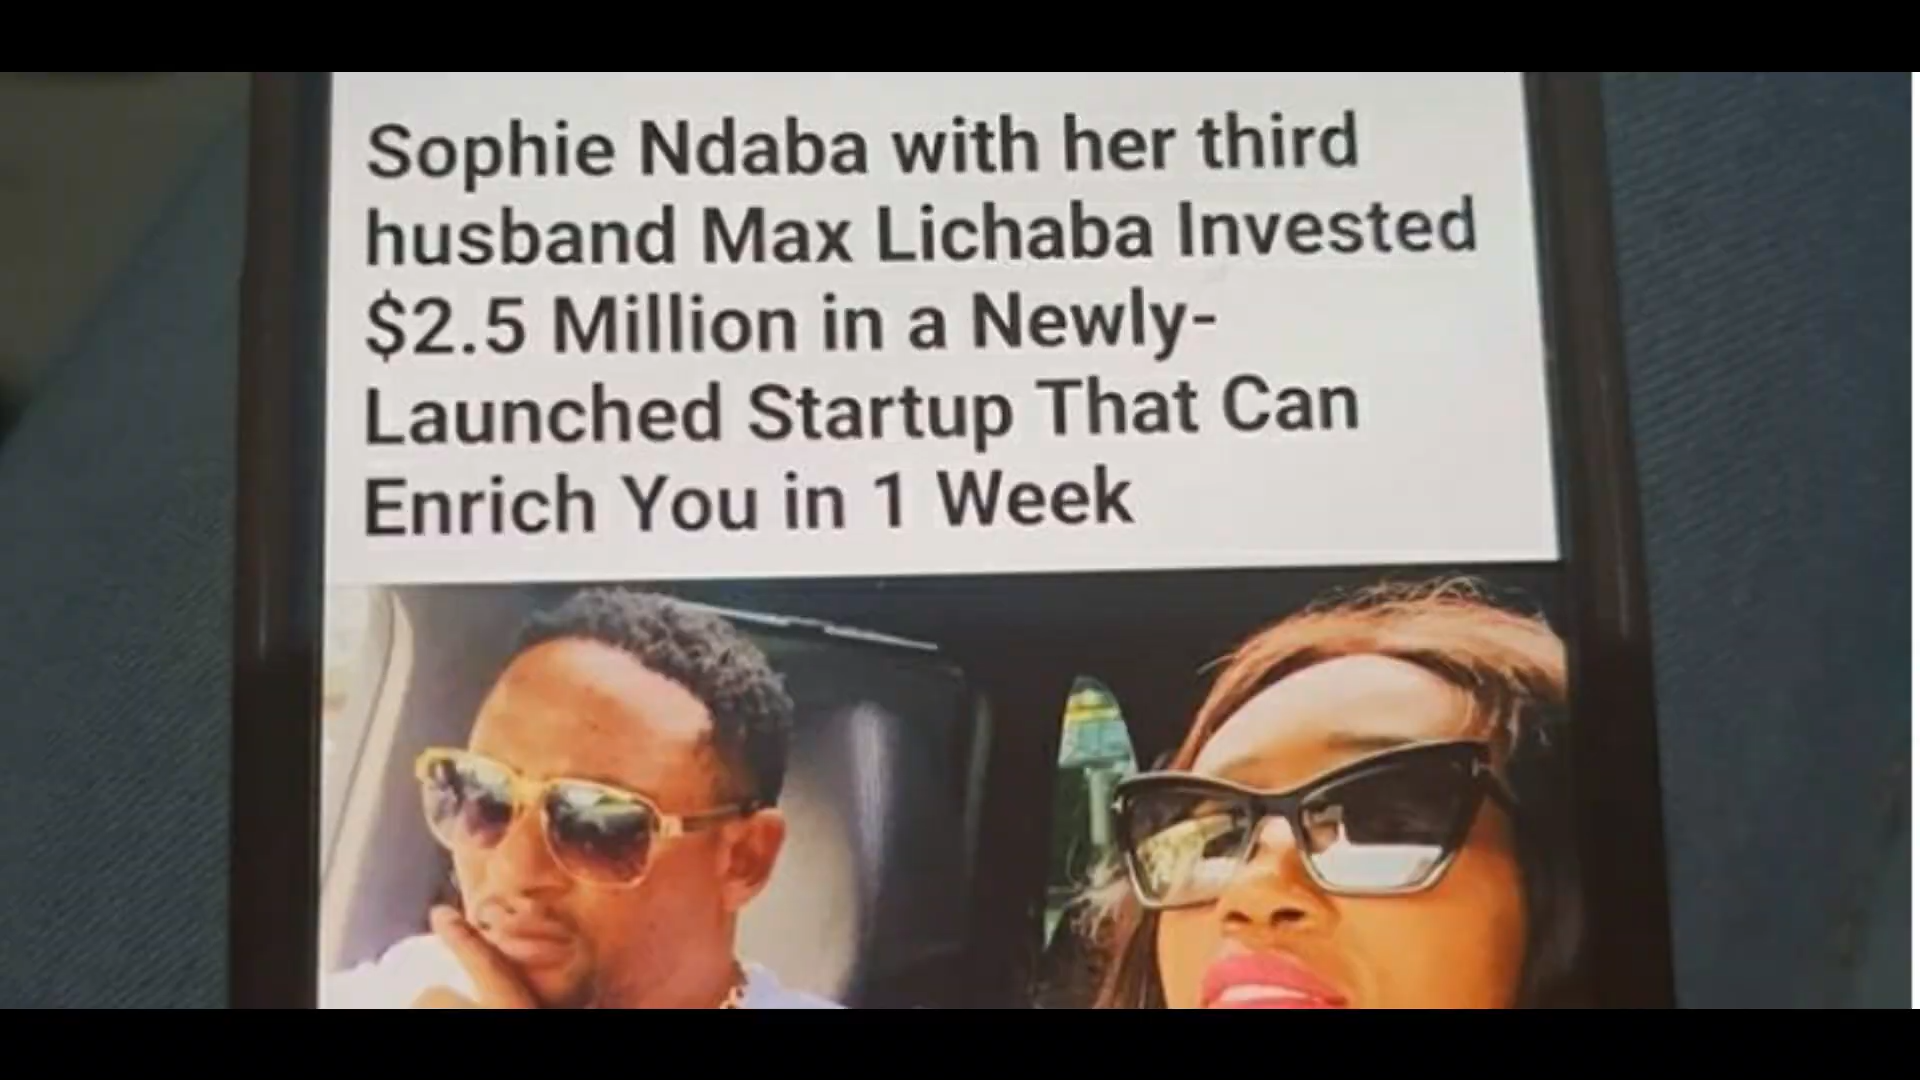 Sophie Ndaba with her third
husband Max Lichaba Invested
$2.5 Million in a Newly-
Launched Startup That Can
Enrich You in 1 Week